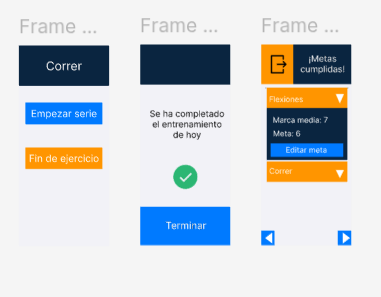 Frame ...
Correr
Empezar serie
Fin de ejercicio
Frame ...
Se ha completado
el entrenamiento
de hoy
Terminar
Frame ...
¡Metas
cumplidas!
Flexiones
Marca media: 7
Meta: 6
Editar meta
Correr